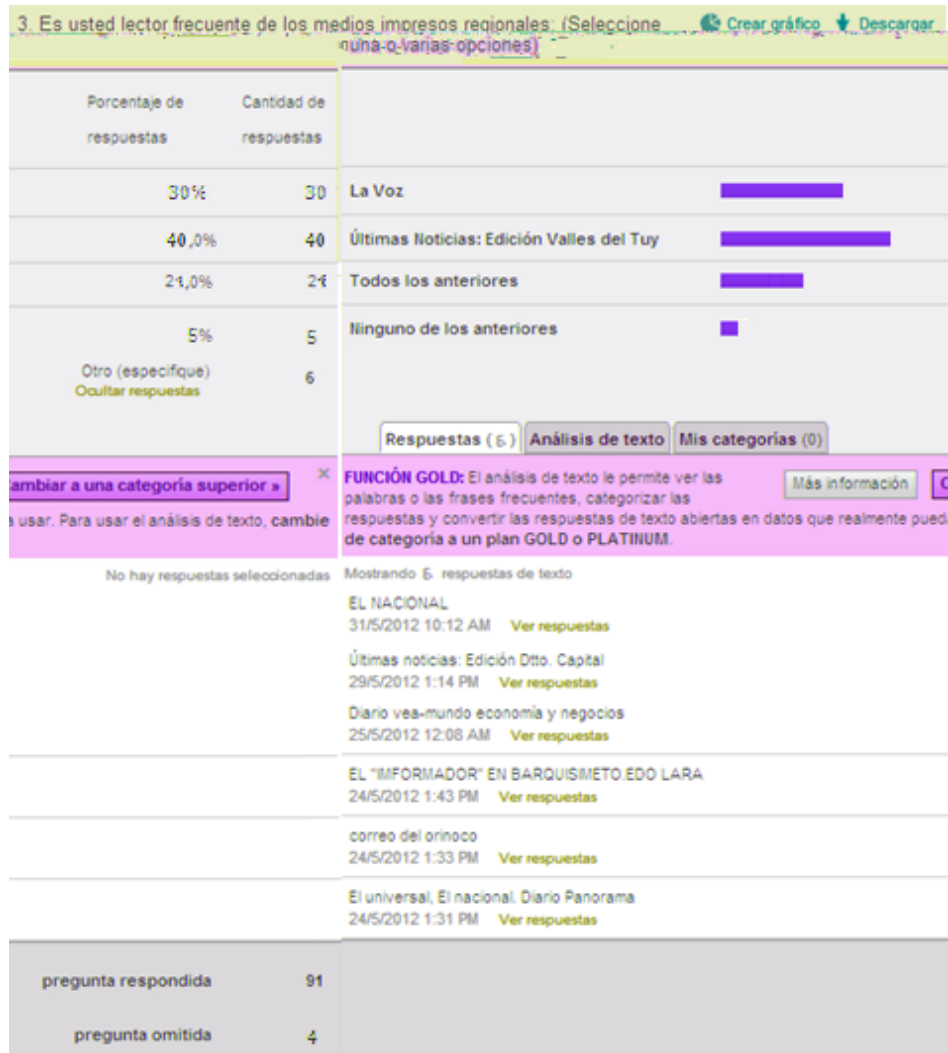 3. Es usted lector frecuente de los medios impresos regionales: (Seleccione
una o varias opciones)
Crear gráfico Descargar
Porcentaje de
respuestas
Cantidad de
respuestas
30% 30 La Voz
40,0% 40 Últimas Noticias: Edición Valles del Tuy
21,0% 21 Todos los anteriores
5% 5 Ninguno de los anteriores
Otro (especifique) 6
Ocultar respuestas
Respuestas (6) Análisis de texto Mis categorías (0)
ambiar a una categoría superior »
a usar. Para usar el análisis de texto, cambie
FUNCIÓN GOLD: El análisis de texto le permite ver las
palabras o las frases frecuentes, categorizar las
respuestas y convertir las respuestas de texto abiertas en datos que realmente pued
de categoría a un plan GOLD o PLATINUM.
Más información
No hay respuestas seleccionadas
Mostrando 6 respuestas de texto
EL NACIONAL
31/5/2012 10:12 AM Ver respuestas
Últimas noticias: Edición Dtto. Capital
29/5/2012 1:14 PM Ver respuestas
Diario vea-mundo economía y negocios
25/5/2012 12:08 AM Ver respuestas
EL "IMFORMADOR" EN BARQUISIMETO.EDO LARA
24/5/2012 1:43 PM Ver respuestas
correo del orinoco
24/5/2012 1:33 PM Ver respuestas
El universal, El nacional. Diario Panorama
24/5/2012 1:31 PM Ver respuestas
pregunta respondida 91
pregunta omitida 4